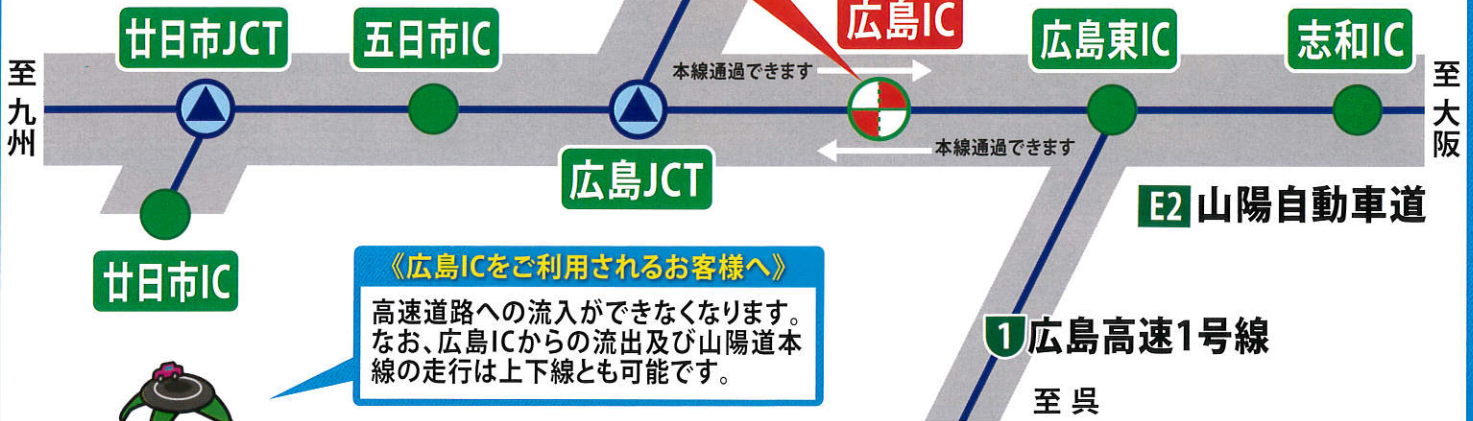 広島IC
廿日市JCT
五日市IC
広島東IC
志和IC
至九州
本線通過できます
至大阪
本線通過できます
広島JCT
E2 山陽自動車道
廿日市IC
《広島ICをご利用されるお客様へ》
高速道路への流入ができなくなります。
なお、広島ICからの流出及び山陽道本
線の走行は上下線とも可能です。
1 広島高速1号線
至 呉